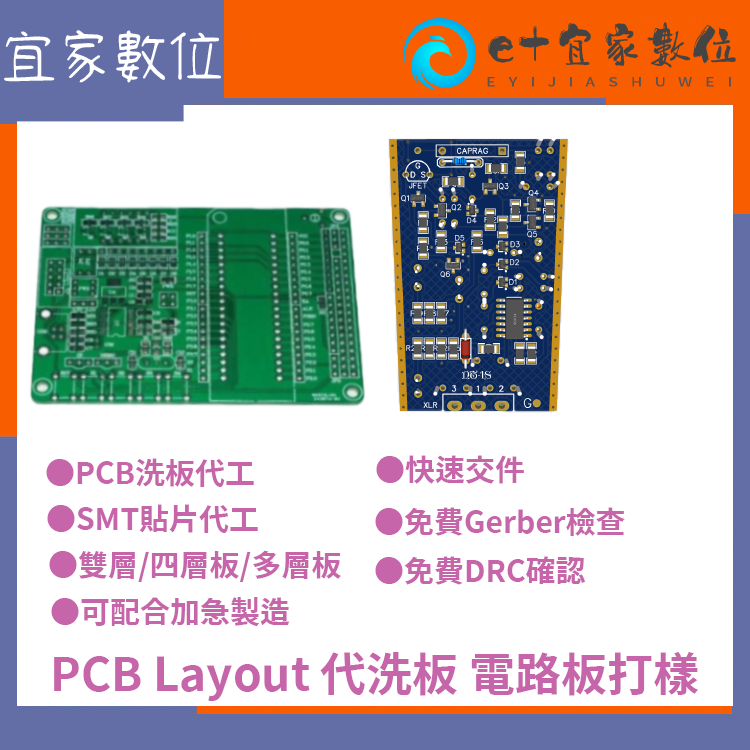 宜家數位
e十宜家數位
EYIJIASHUWEI
CAPRAG
G
D S
JFET
Q3
Q1
Q4
Q2
D4
Q5
D5
D3
D2
Q6
D1
XLR
3
1
2
G
●PCB洗板代工
●SMT貼片代工
●雙層/四層板/多層板
●可配合加急製造
●快速交件
●免費Gerber檢查
●免費DRC確認
PCB Layout 代洗板 電路板打樣